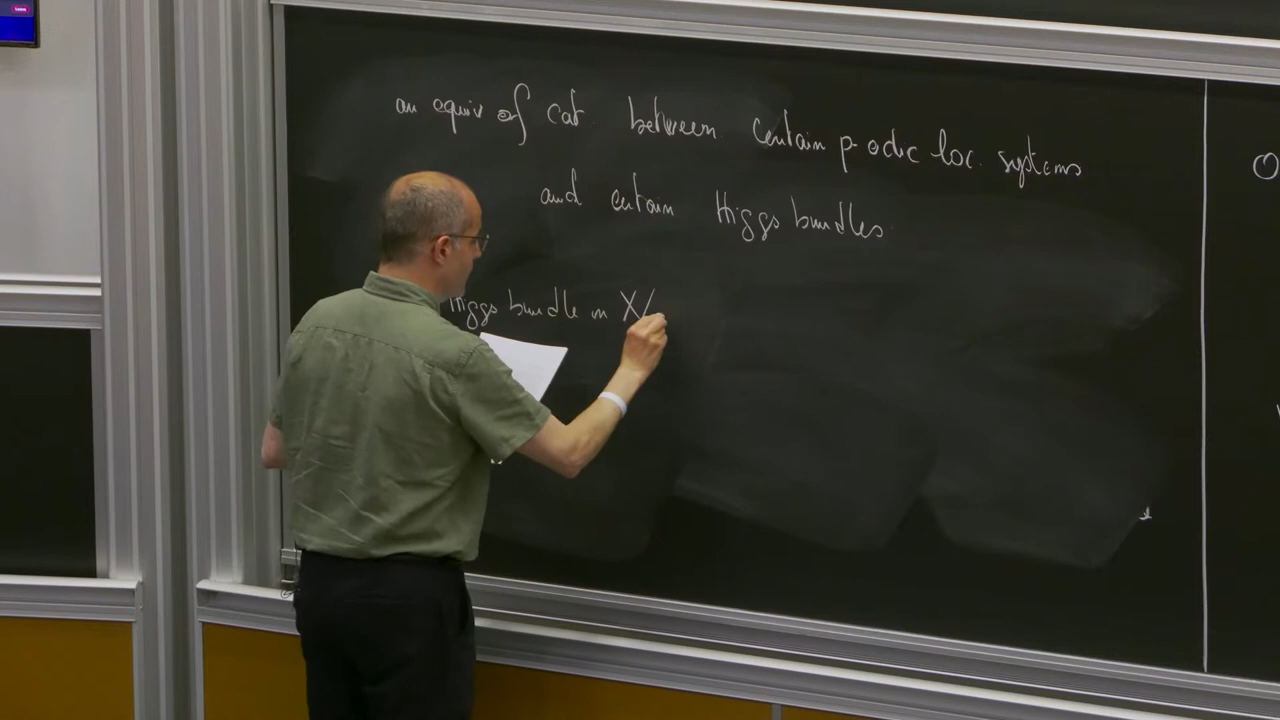 an equiv of cat. between certain p-adic loc. systems
and certain Higgs bundles
Higgs bundle on X/